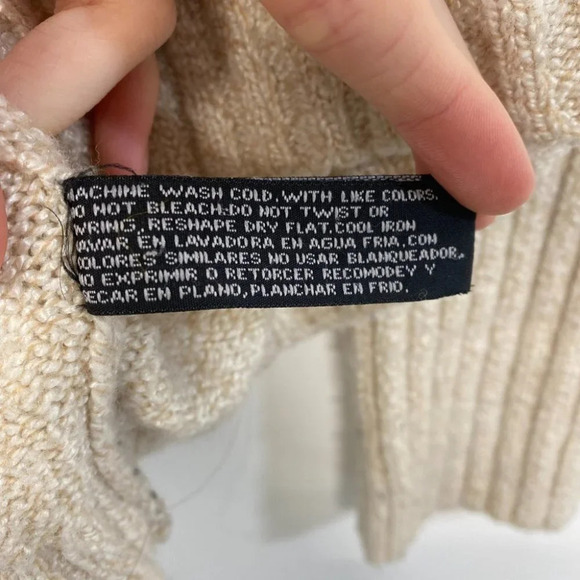 MACHINE WASH COLD, WITH LIKE COLORS.
DO NOT BLEACH.DO NOT TWIST OR
WRING, RESHAPE DRY FLAT.COOL IRON
LAVAR EN LAVADORA EN AGUA FRIA, CON
COLORES SIMILARES NO USAR BLANQUEADOR,
NO EXPRIMIR O RETORCER RECOMODEY Y
SECAR EN PLANO, PLANCHAR EN FRIO.